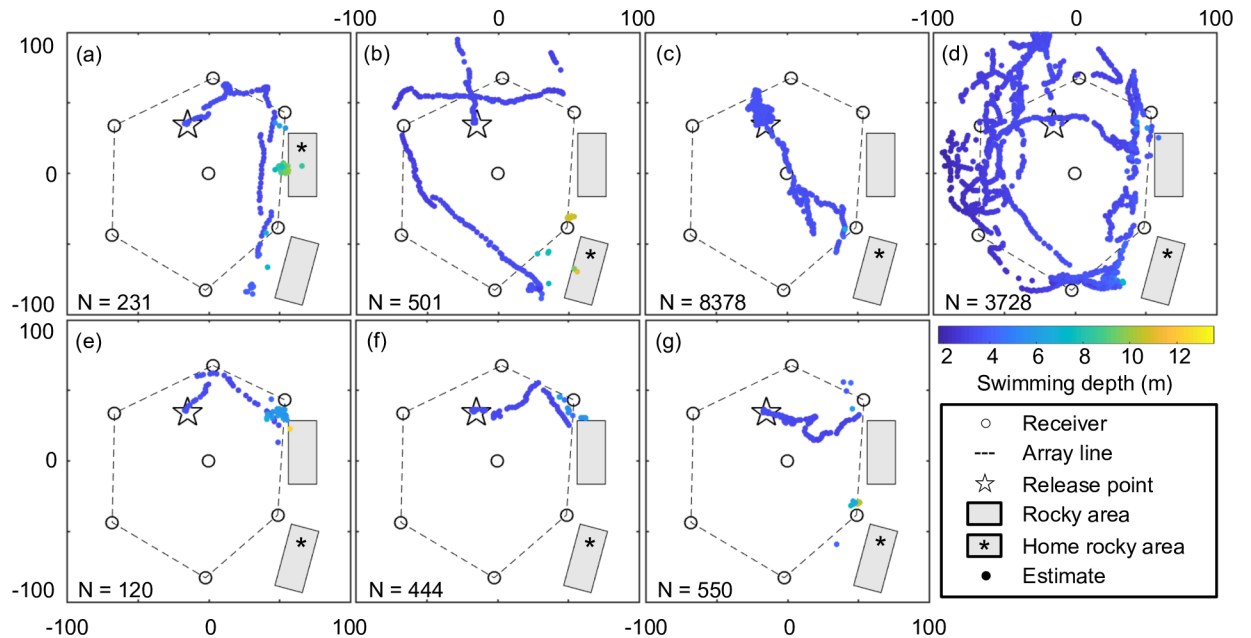 -100 0 100 -100 0 100
100 (a) (b) (c) (d)
0 * 
-100 N = 231 * N = 501 * N = 8378 * N = 3728
100 (e) (f) (g)
2 4 6 8 10 12
Swimming depth (m)
0
* * *
-100 N = 120 N = 444 N = 550
-100 0 100 -100 0 100
Receiver
Array line
Release point
Rocky area
* Home rocky area
Estimate